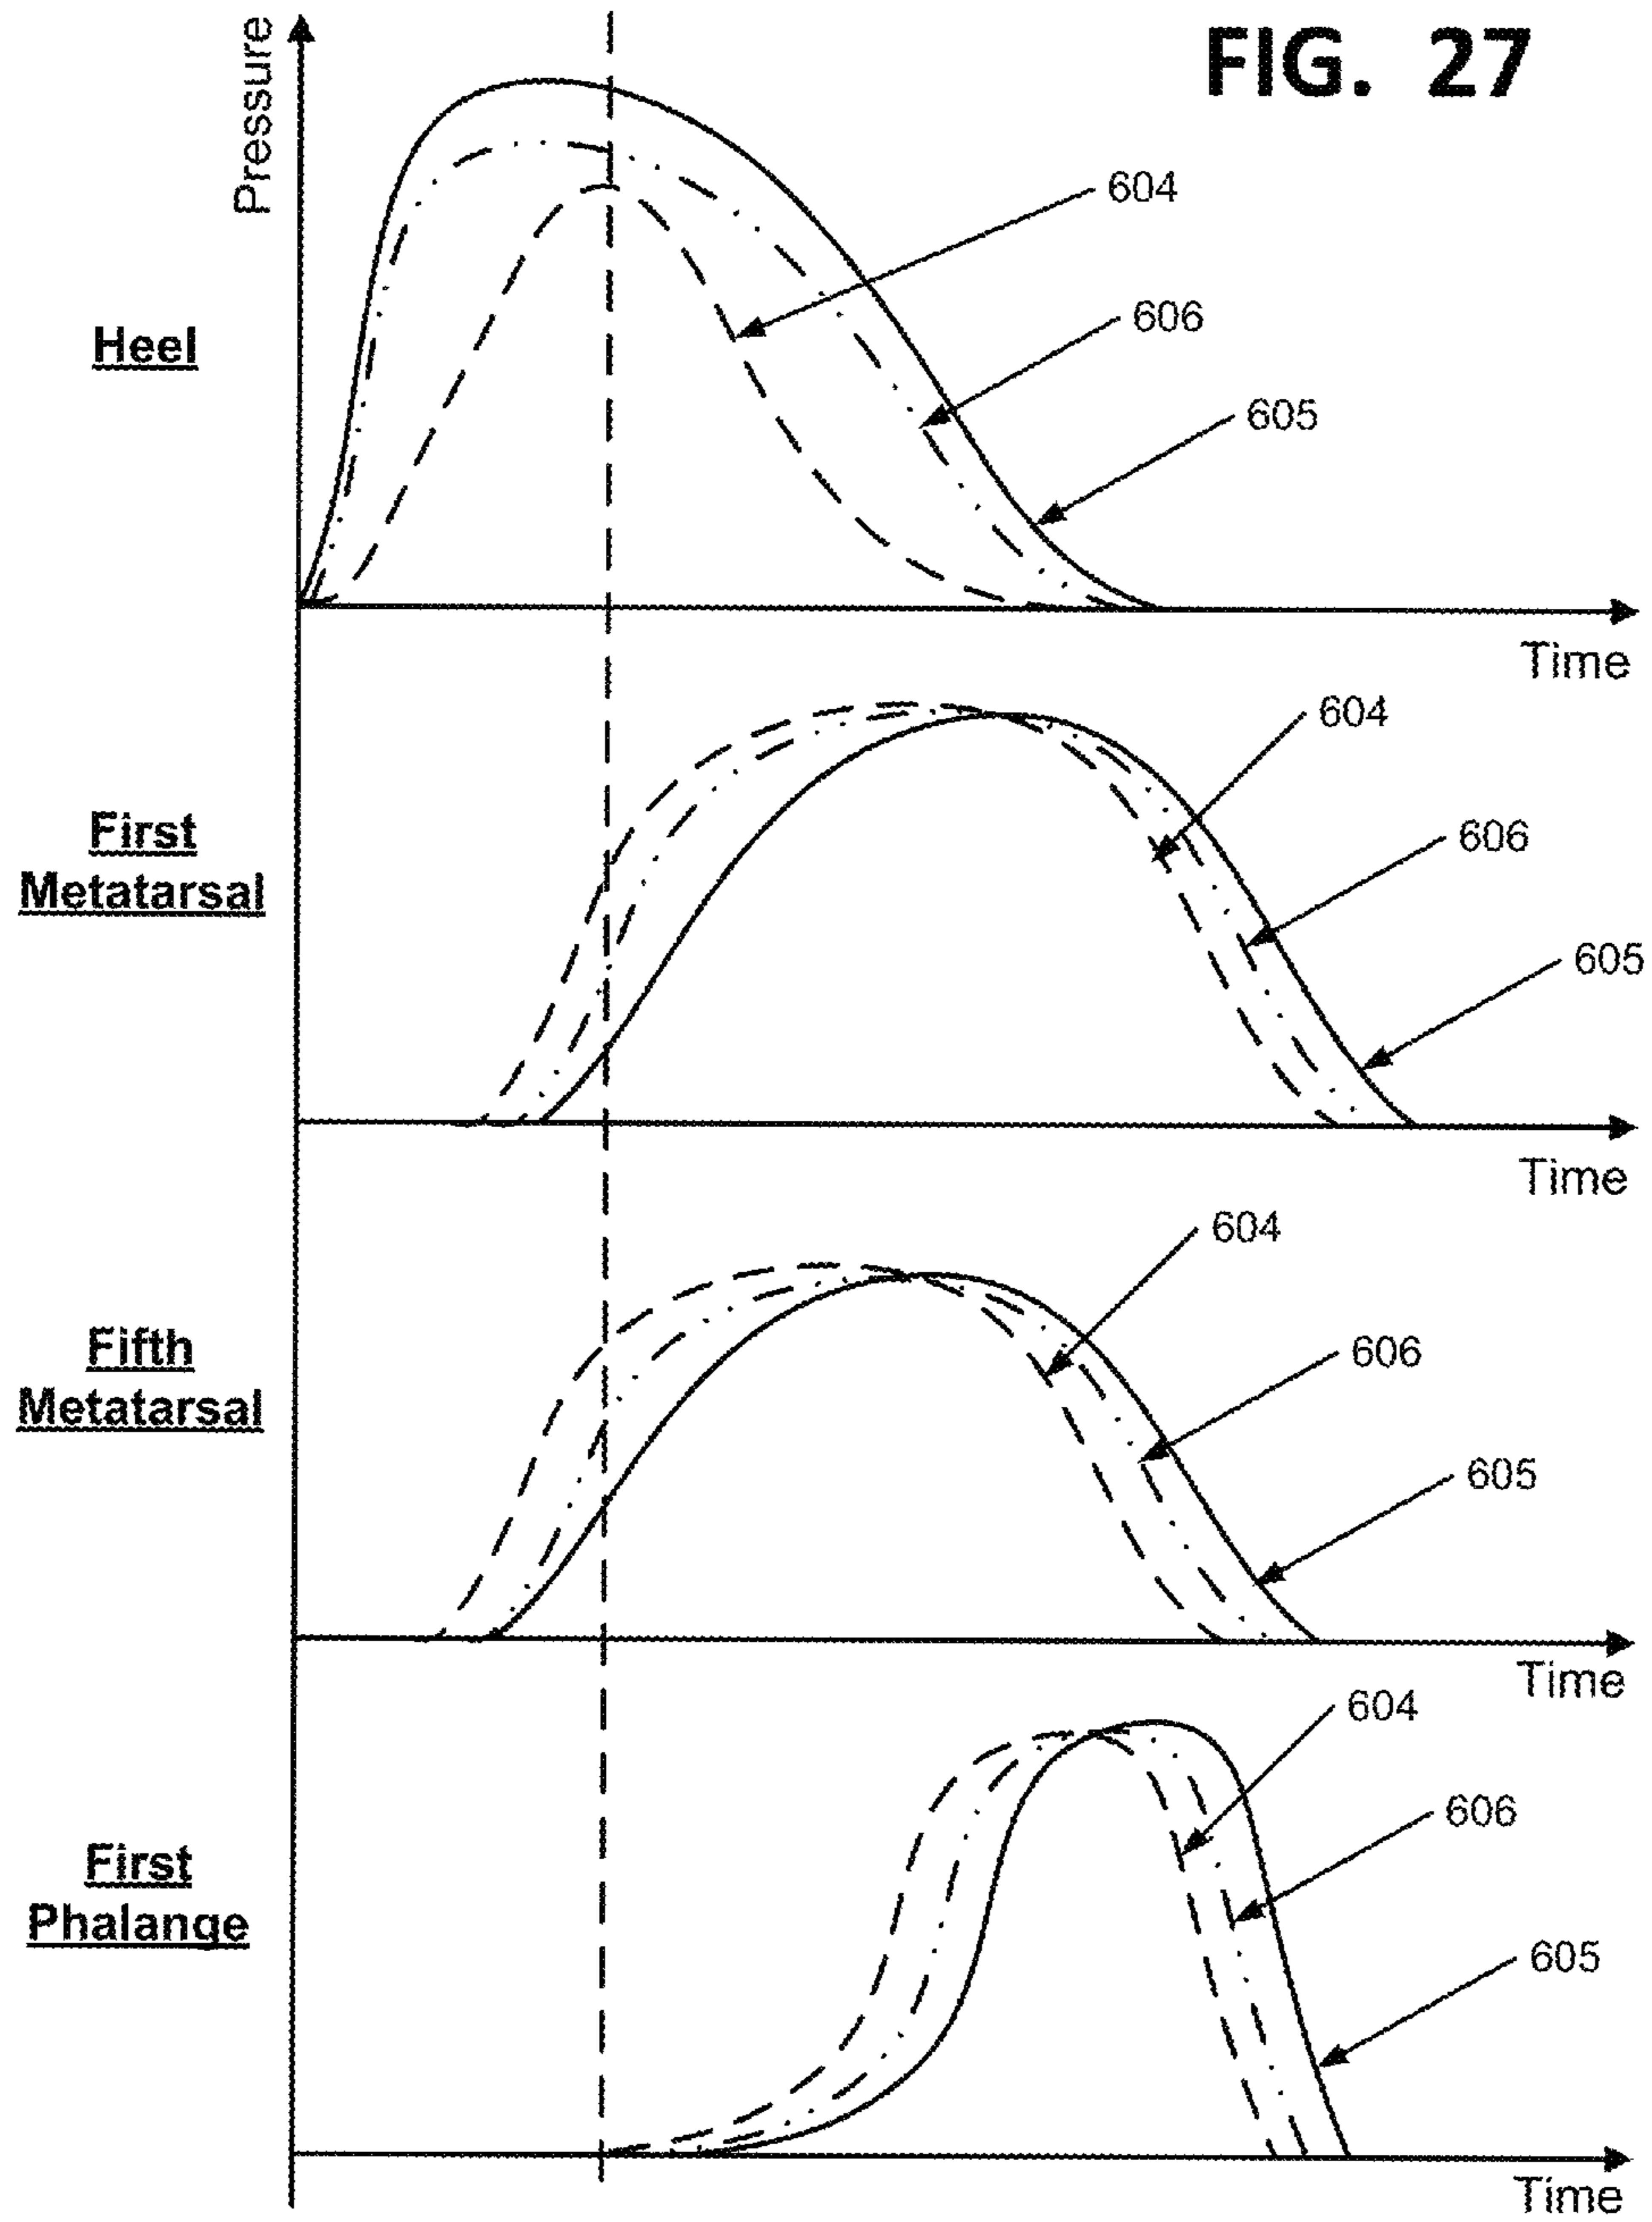 FIG. 27
Pressure
604
606
Heel
605
Time
604
First
Metatarsal
606
605
Time
604
Fifth
Metatarsal
606
605
Time
604
606
First
Phalange
605
Time